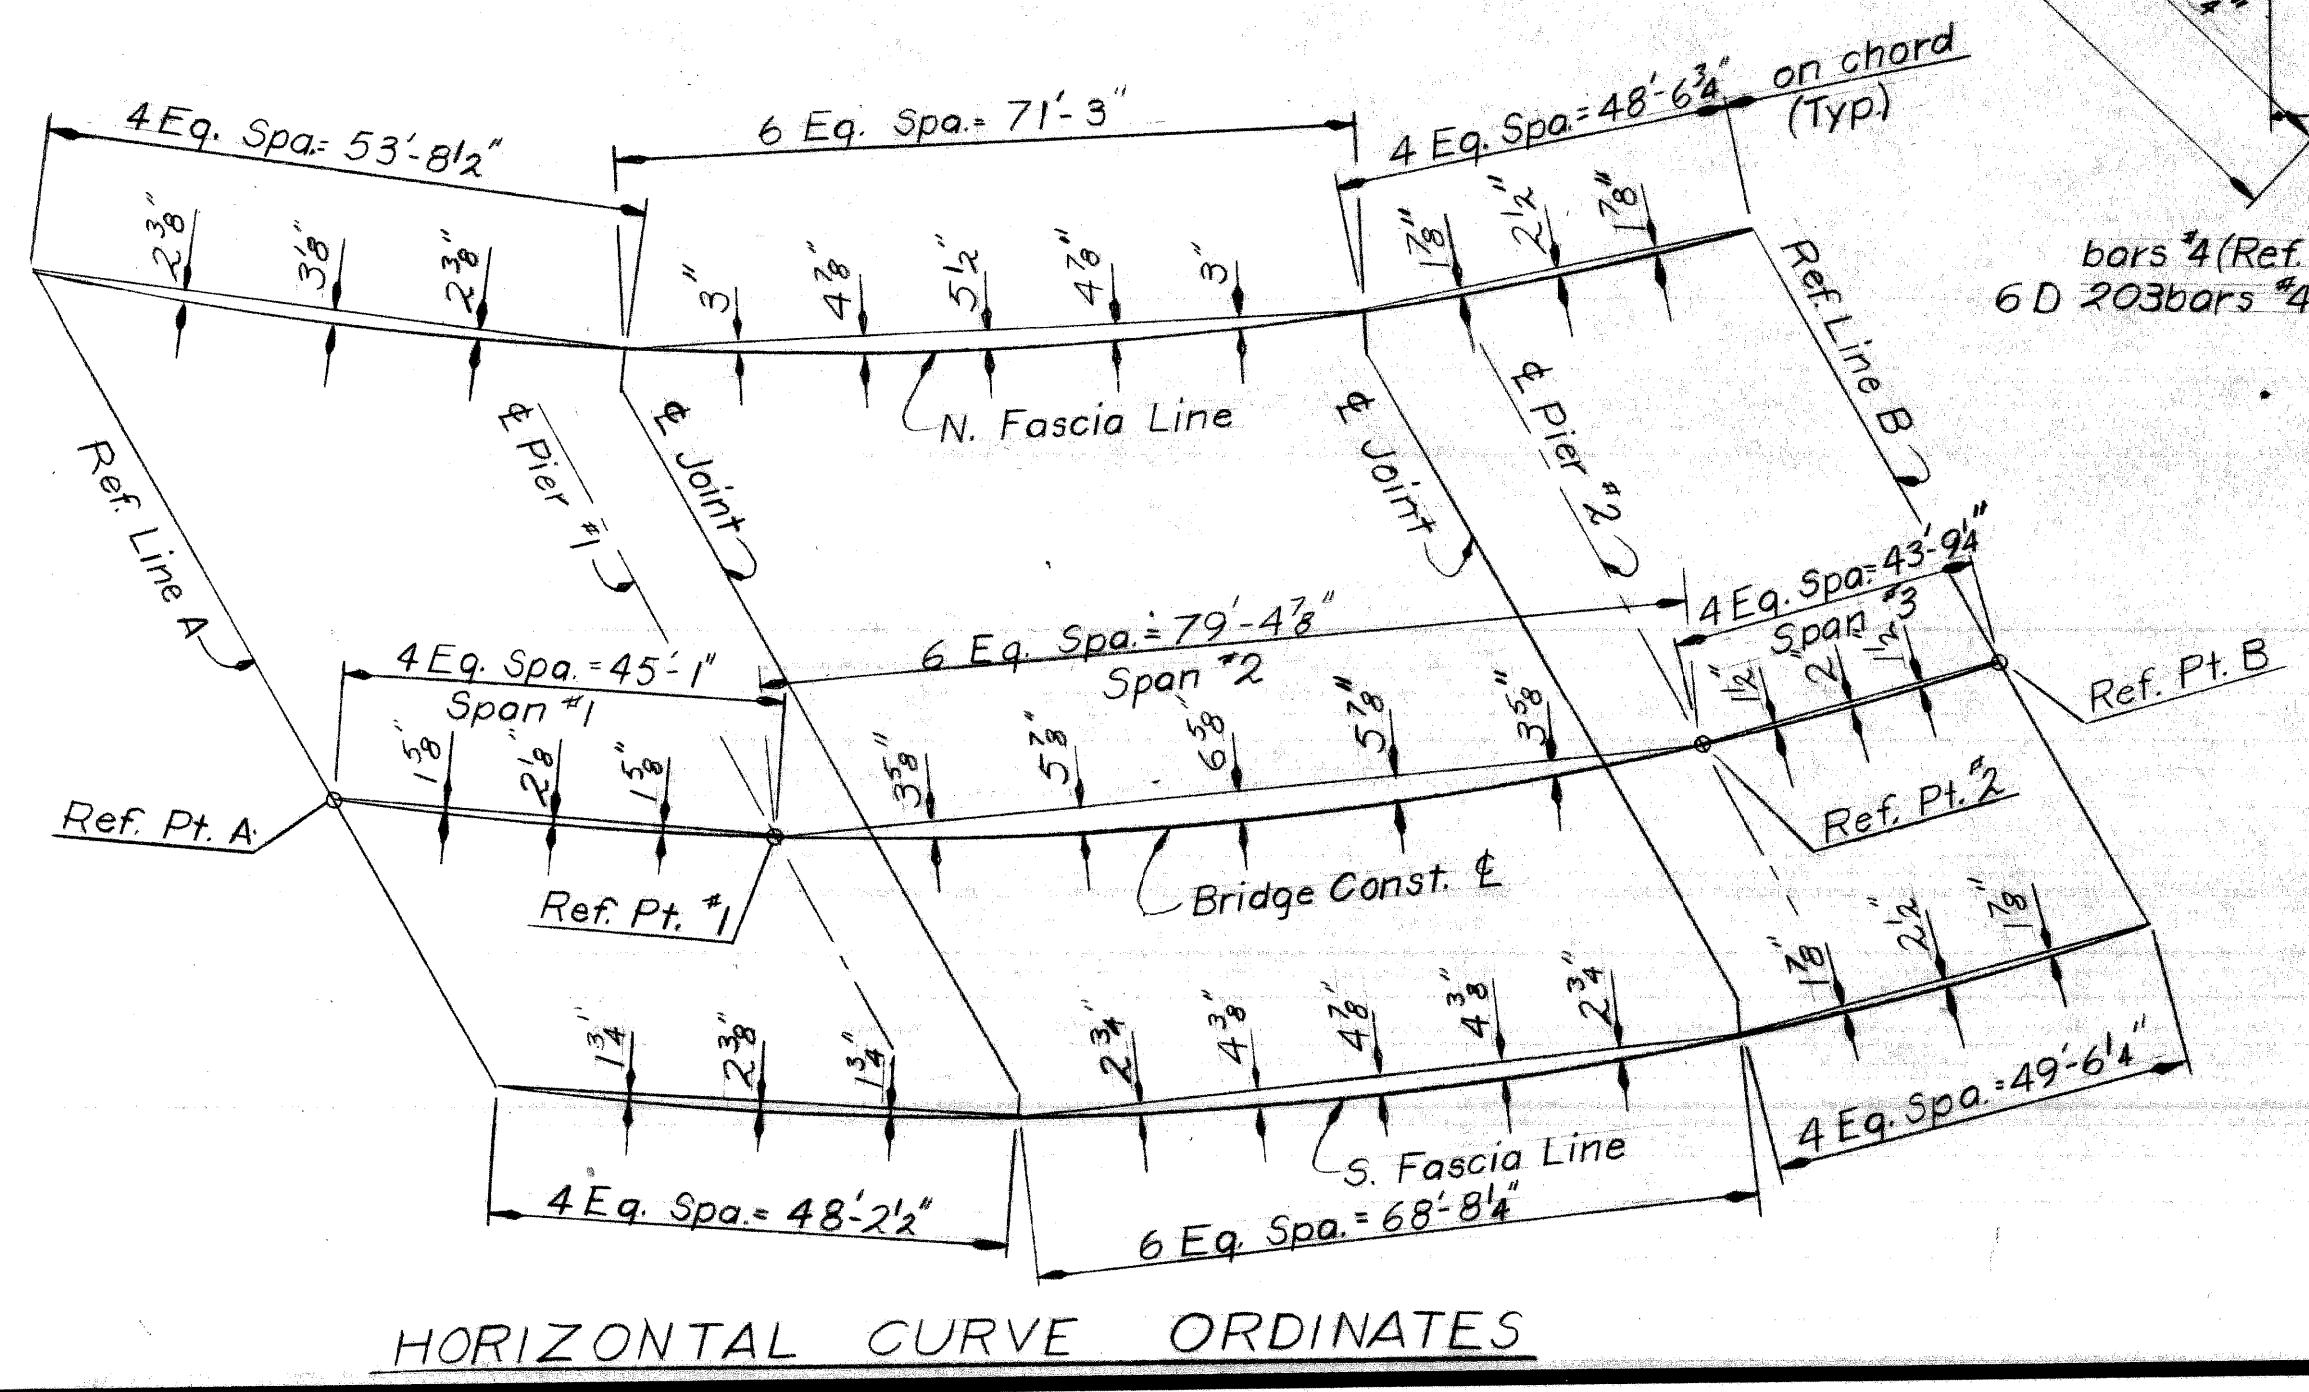 4 Eq. Spa. = 53'-8½"
6 Eq. Spa. = 71'-3"
4 Eq. Spa. = 48'-6¾"
on chord
(Typ.)
2⅜"
3⅛"
2⅜"
3"
4⅞"
5½"
4⅞"
3"
1⅞"
2½"
1⅞"
bars #4 (Ref.
6 D 203 bars #4
N. Fascia Line
Ref. Line A
℄ Pier #1
℄ Joint
℄ Joint
℄ Pier #2
Ref. Line B
4 Eq. Spa. = 45'-1"
Span #1
6 Eq. Spa. = 79'-4⅞"
Span #2
4 Eq. Spa. = 43'-9¼"
Span #3
1⅝"
2⅛"
1⅝"
3⅝"
5⅞"
6⅝"
5⅞"
3⅝"
1½"
2"
1½"
Ref. Pt. A
Ref. Pt. #1
Bridge Const. ℄
Ref. Pt. #2
Ref. Pt. B
1¾"
2⅜"
1¾"
2¾"
4⅜"
4⅞"
4⅜"
2¾"
1⅞"
2½"
1⅞"
S. Fascia Line
4 Eq. Spa. = 48'-2½"
6 Eq. Spa. = 68'-8¼"
4 Eq. Spa. = 49'-6¼"
HORIZONTAL CURVE ORDINATES